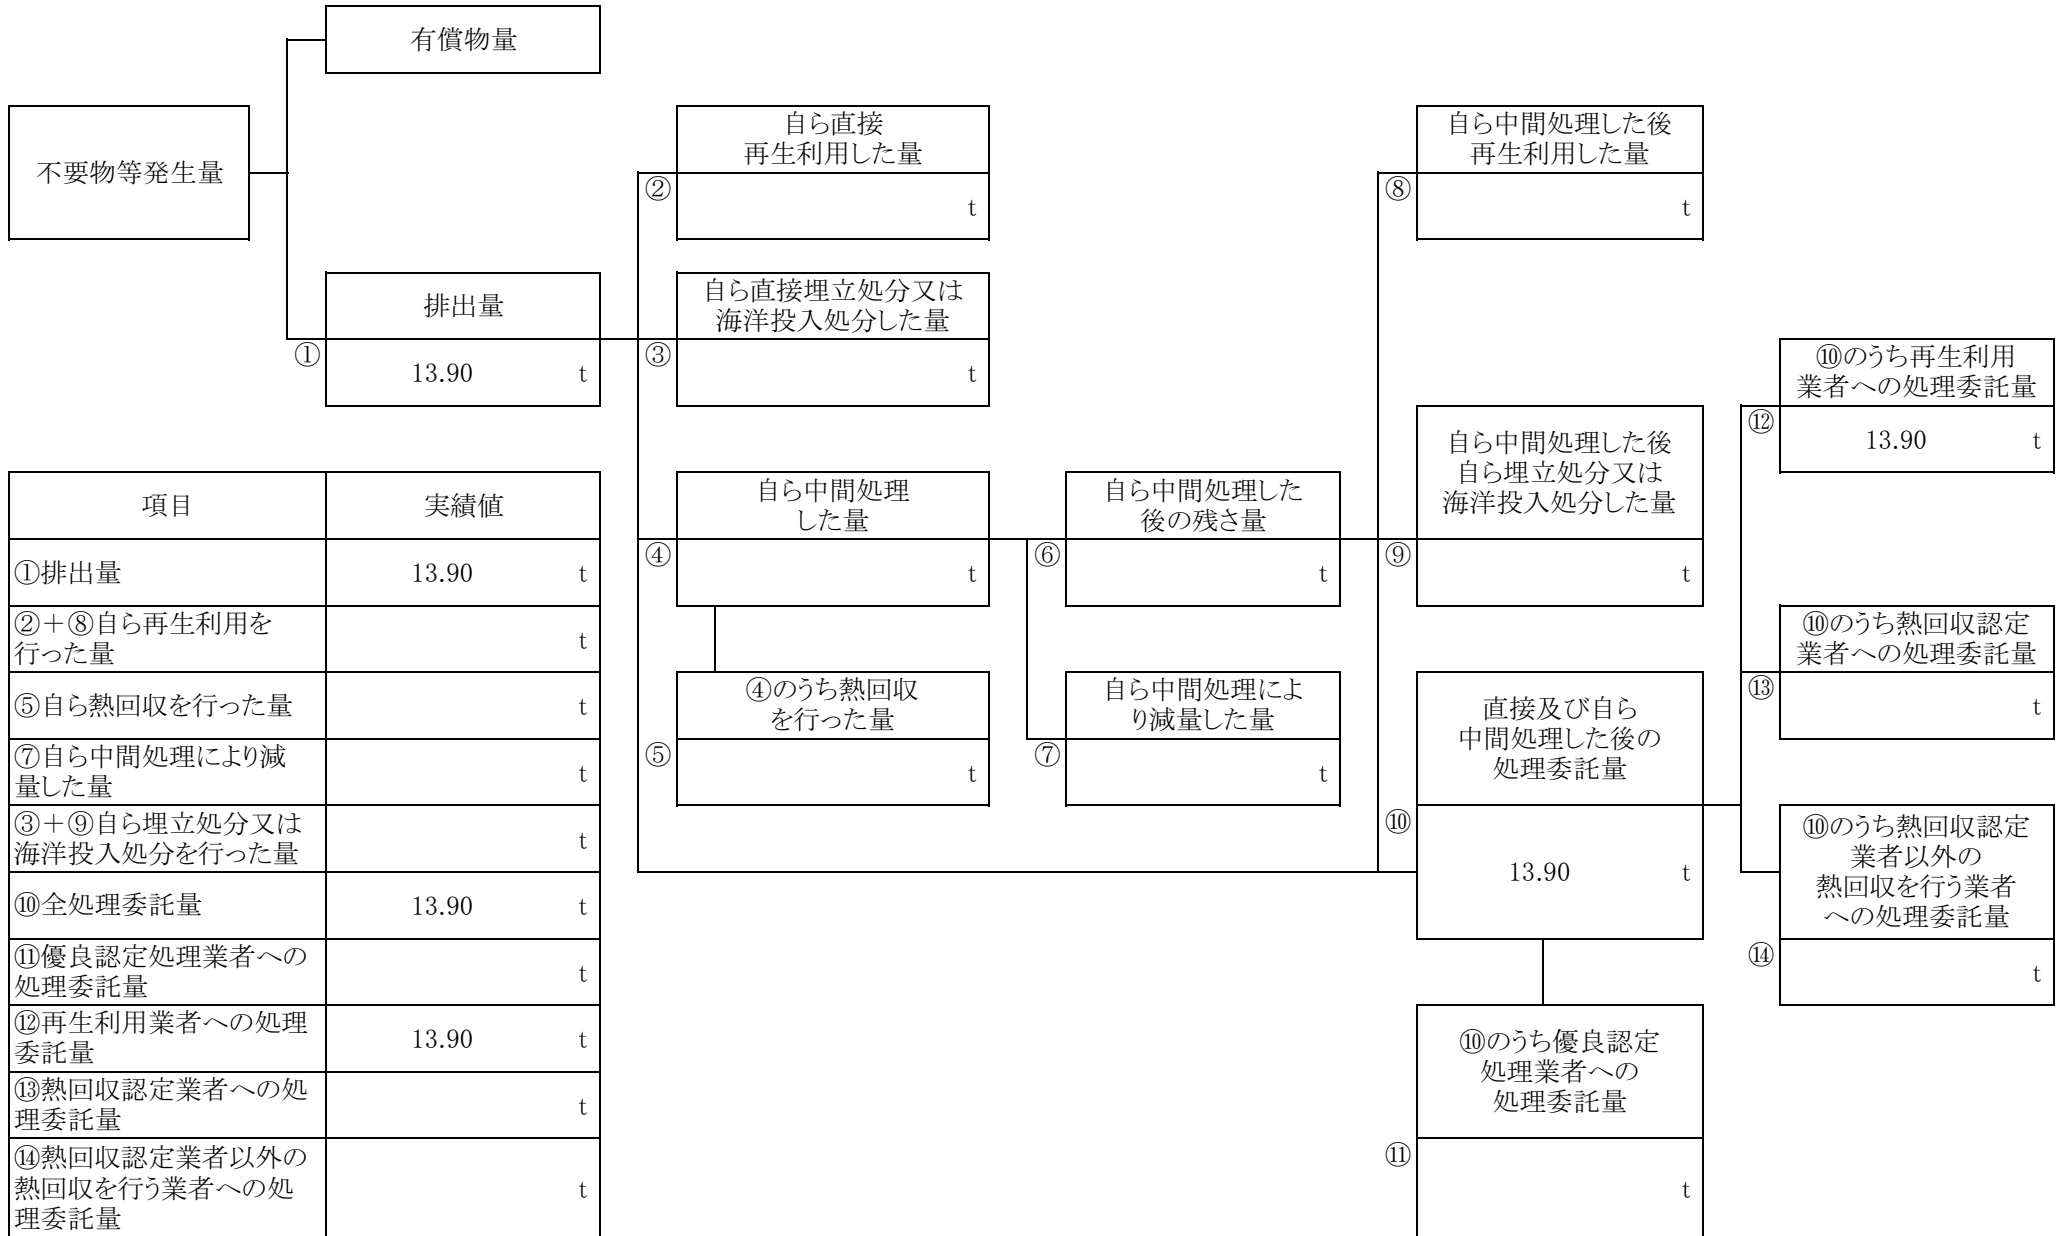 有償物量
不要物等発生量
排出量
①
13.90 t
自ら直接
再生利用した量
②
t
自ら直接埋立処分又は
海洋投入処分した量
③
t
自ら中間処理
した量
④
t
④のうち熱回収
を行った量
⑤
t
自ら中間処理した
後の残さ量
⑥
t
自ら中間処理によ
り減量した量
⑦
t
自ら中間処理した後
再生利用した量
⑧
t
自ら中間処理した後
自ら埋立処分又は
海洋投入処分した量
⑨
t
直接及び自ら
中間処理した後の
処理委託量
⑩
13.90 t
⑩のうち優良認定
処理業者への
処理委託量
⑪
t
⑩のうち再生利用
業者への処理委託量
⑫
13.90 t
⑩のうち熱回収認定
業者への処理委託量
⑬
t
⑩のうち熱回収認定
業者以外の
熱回収を行う業者
への処理委託量
⑭
t
項目 実績値
①排出量 13.90 t
②＋⑧自ら再生利用を
行った量 t
⑤自ら熱回収を行った量 t
⑦自ら中間処理により減
量した量 t
③＋⑨自ら埋立処分又は
海洋投入処分を行った量 t
⑩全処理委託量 13.90 t
⑪優良認定処理業者への
処理委託量 t
⑫再生利用業者への処理
委託量 13.90 t
⑬熱回収認定業者への処
理委託量 t
⑭熱回収認定業者以外の
熱回収を行う業者への処
理委託量 t